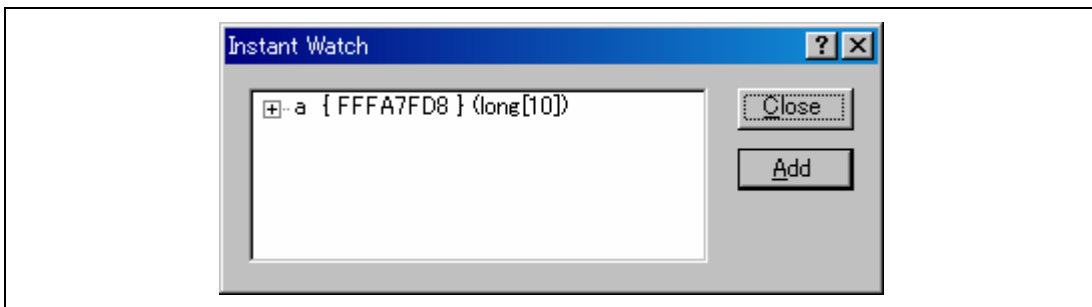 Instant Watch
a { FFFA7FD8 } (long[10])
Close
Add